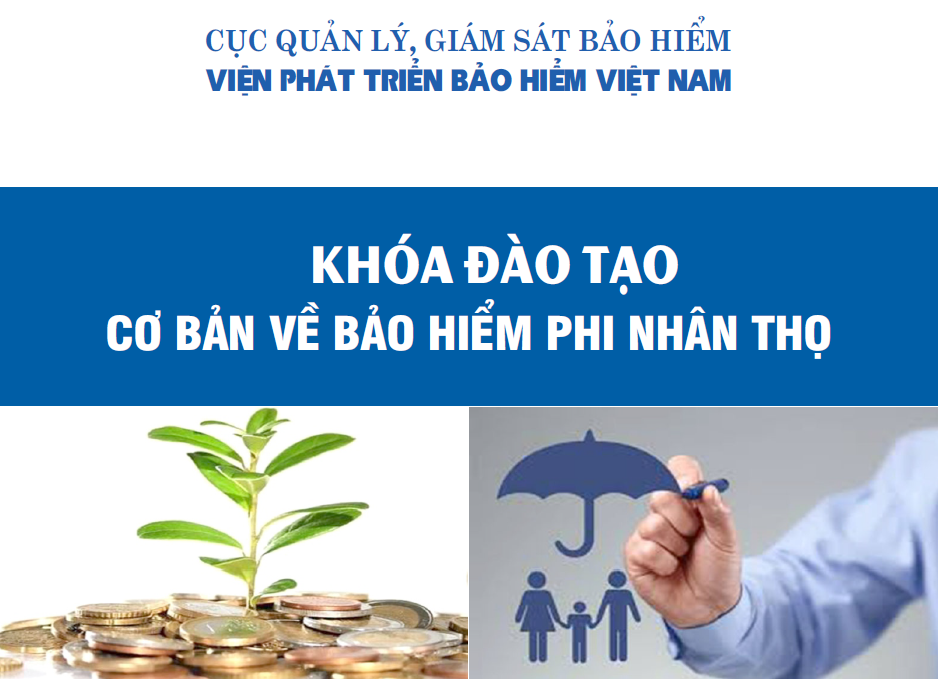 CỤC QUẢN LÝ, GIÁM SÁT BẢO HIỂM
VIỆN PHÁT TRIỂN BẢO HIỂM VIỆT NAM
KHÓA ĐÀO TẠO
CƠ BẢN VỀ BẢO HIỂM PHI NHÂN THỌ